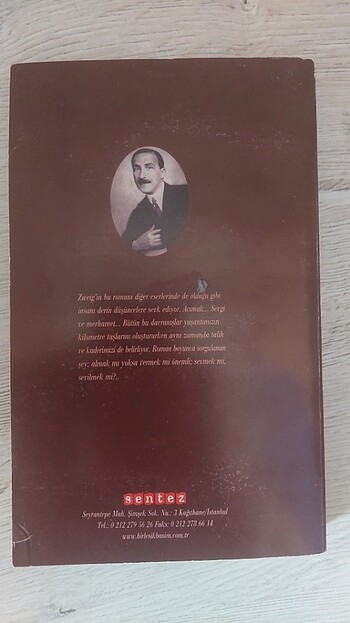 Zweig'in bu romanı diğer eserlerinde de olduğu gibi
insanı derin düşüncelere sevk ediyor. Acımak... Sevgi
ve merhamet... Bütün bu davranışlar yaşantımızın
kilometre taşlarını oluştururken aynı zamanda talih
ve kaderimizi de belirliyor. Roman boyunca sorgulanan
şey; almak mı yoksa vermek mi önemli; sevmek mi,
sevilmek mi?..
sentez
Seyrantepe Mah. Şimşek Sok. No.: 3 Kağıthane/İstanbul
Tel.: 0 212 279 56 26 Faks: 0 212 278 66 14
www.birlesikbasim.com.tr